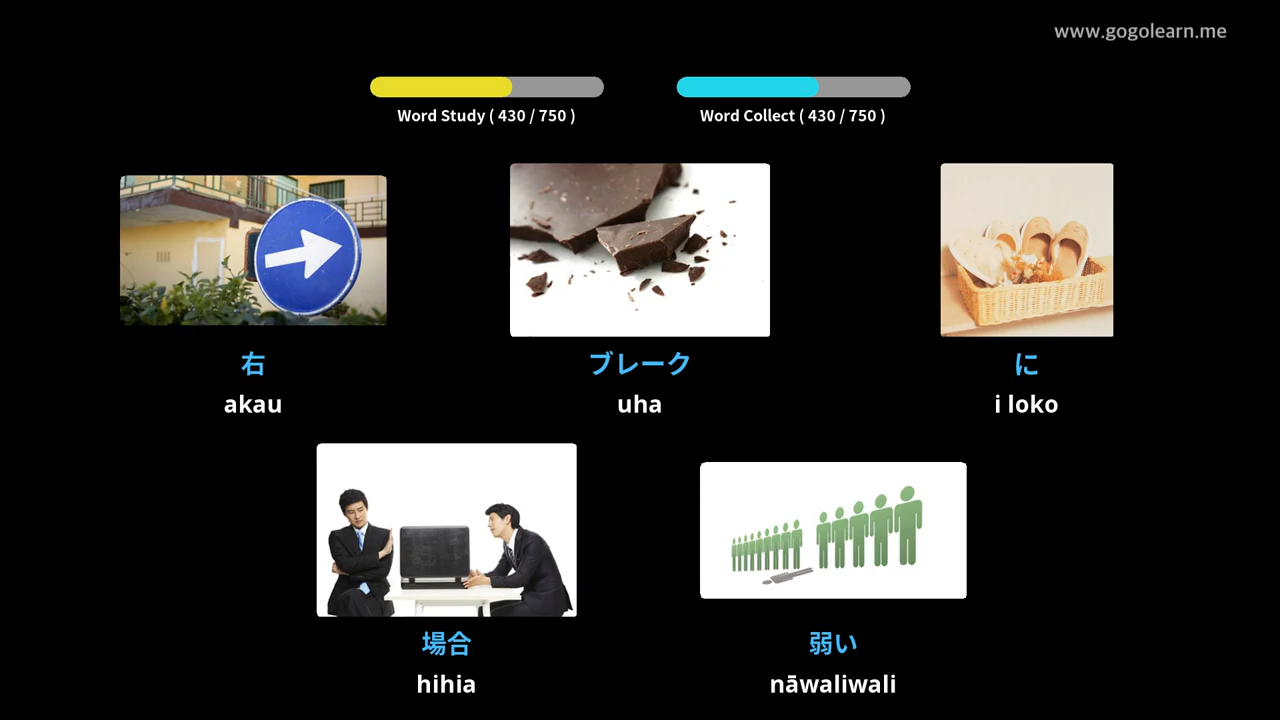 www.gogolearn.me
Word Study ( 430 / 750 )
Word Collect ( 430 / 750 )
右
akau
ブレーク
uha
に
i loko
場合
hihia
弱い
nāwaliwali